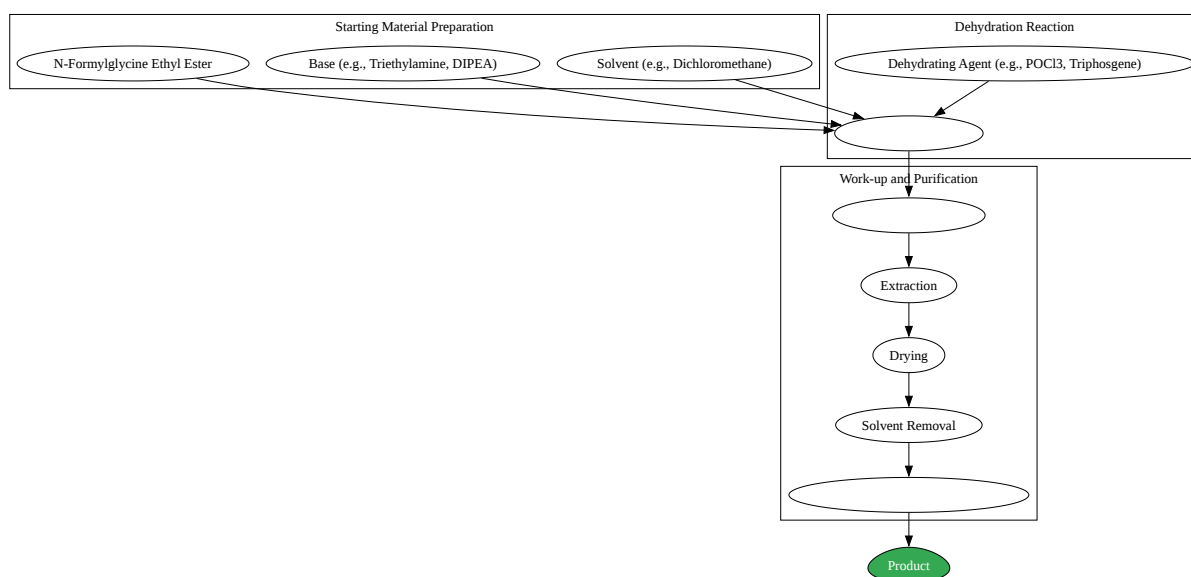 Starting Material Preparation
Dehydration Reaction
N-Formylglycine Ethyl Ester
Base (e.g., Triethylamine, DIPEA)
Solvent (e.g., Dichloromethane)
Dehydrating Agent (e.g., POCl3, Triphosgene)
Work-up and Purification
Extraction
Drying
Solvent Removal
Product